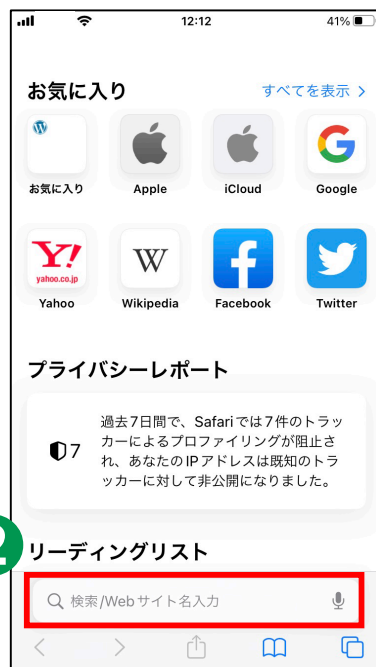 12:12
41%
お気に入り
すべてを表示 >
お気に入り
Apple
iCloud
Google
Y!
yahoo.co.jp
W
Yahoo
Wikipedia
Facebook
Twitter
プライバシーレポート
7
過去7日間で、Safariでは7件のトラッ
カーによるプロファイリングが阻止さ
れ、あなたのIPアドレスは既知のトラ
ッカーに対して非公開になりました。
2
リーディングリスト
検索/Webサイト名入力